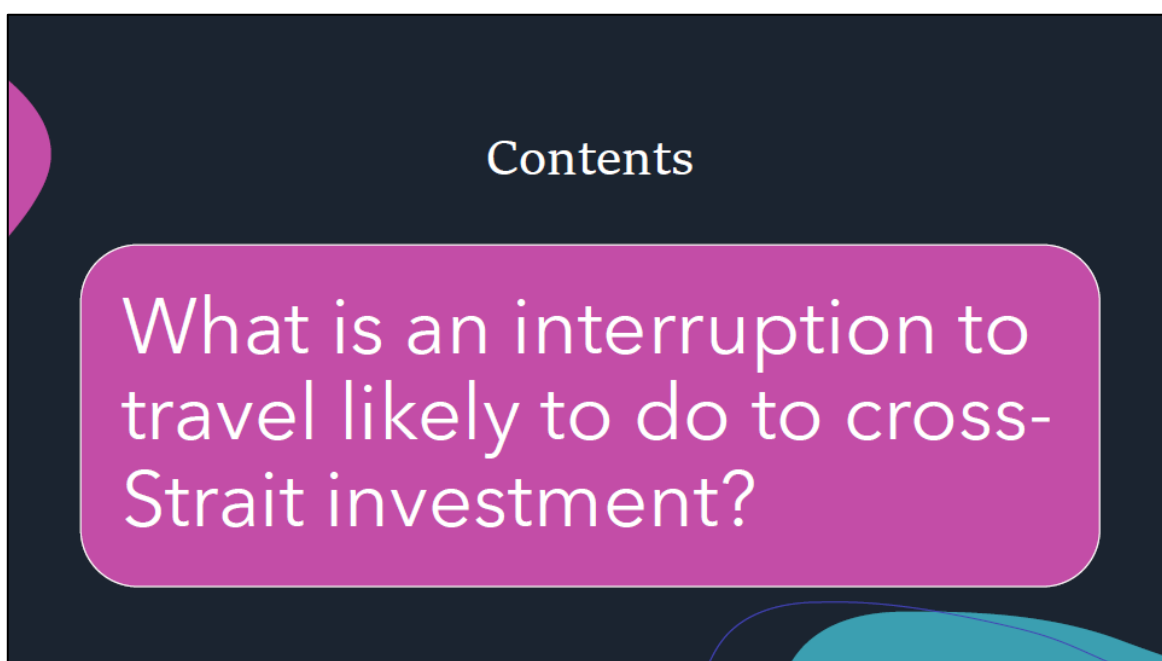 Contents
What is an interruption to
travel likely to do to cross-
Strait investment?